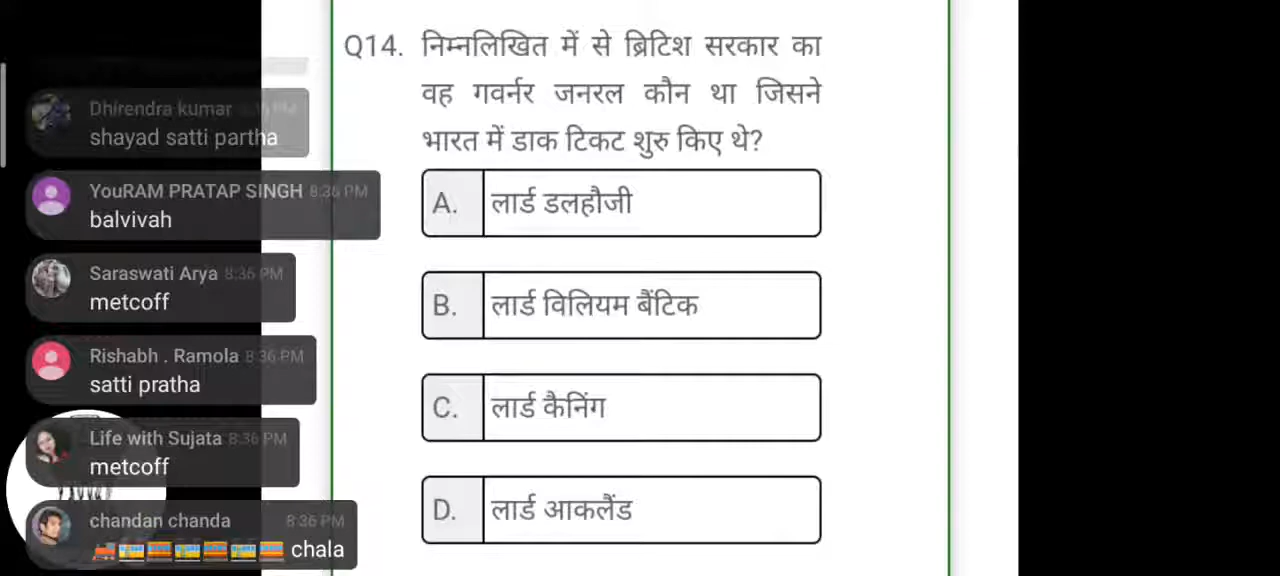 Q14. निम्नलिखित में से ब्रिटिश सरकार का
वह गवर्नर जनरल कौन था जिसने
भारत में डाक टिकट शुरु किए थे?
A. लार्ड डलहौजी
B. लार्ड विलियम बैंटिक
C. लार्ड कैनिंग
D. लार्ड आकलैंड
Dhirendra kumar
shayad satti partha
YouRAM PRATAP SINGH 8:36 PM
balvivah
Saraswati Arya 8:36 PM
metcoff
Rishabh . Ramola 8:36 PM
satti pratha
Life with Sujata 8:36 PM
metcoff
chandan chanda 8:36 PM
🚂🚋🚃🚋🚃🚋🚃 chala